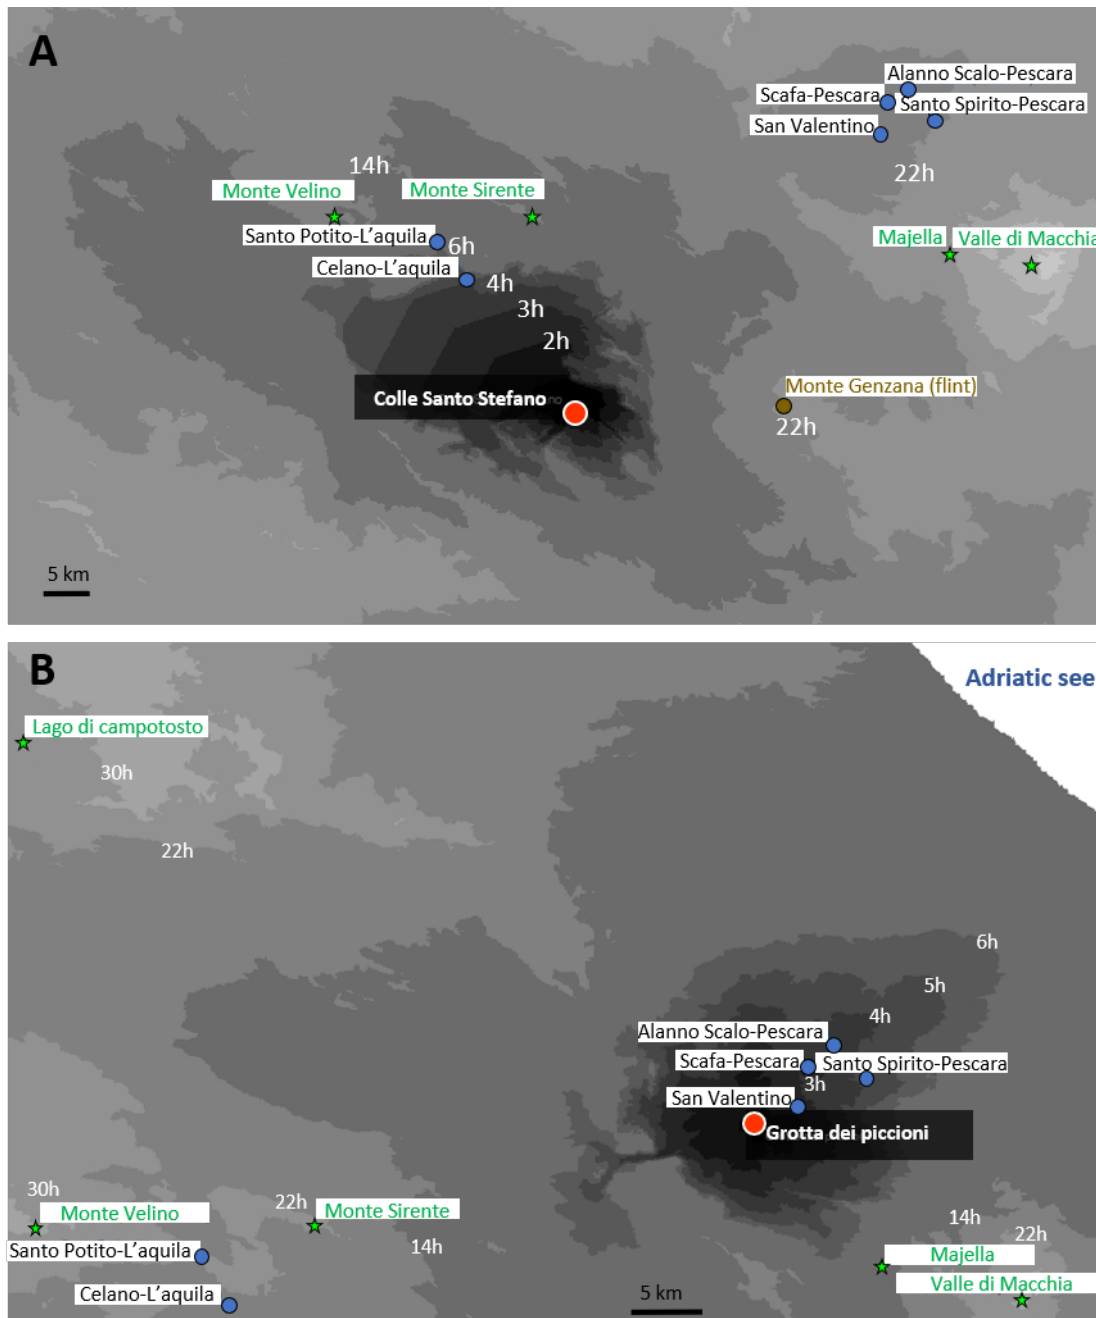 A
Alanno Scalo-Pescara
Scafa-Pescara
Santo Spirito-Pescara
San Valentino
14h
22h
Monte Velino
Monte Sirente
Santo Potito-L'aquila
6h
Majella
Valle di Macchia
Celano-L'aquila
4h
3h
2h
Monte Genzana (flint)
Colle Santo Stefano
22h
5 km
B
Adriatic see
Lago di campotosto
30h
22h
6h
5h
4h
Alanno Scalo-Pescara
Scafa-Pescara
Santo Spirito-Pescara
3h
San Valentino
Grotta dei piccioni
30h
22h
Monte Velino
Monte Sirente
14h
14h
22h
Santo Potito-L'aquila
Majella
Valle di Macchia
Celano-L'aquila
5 km